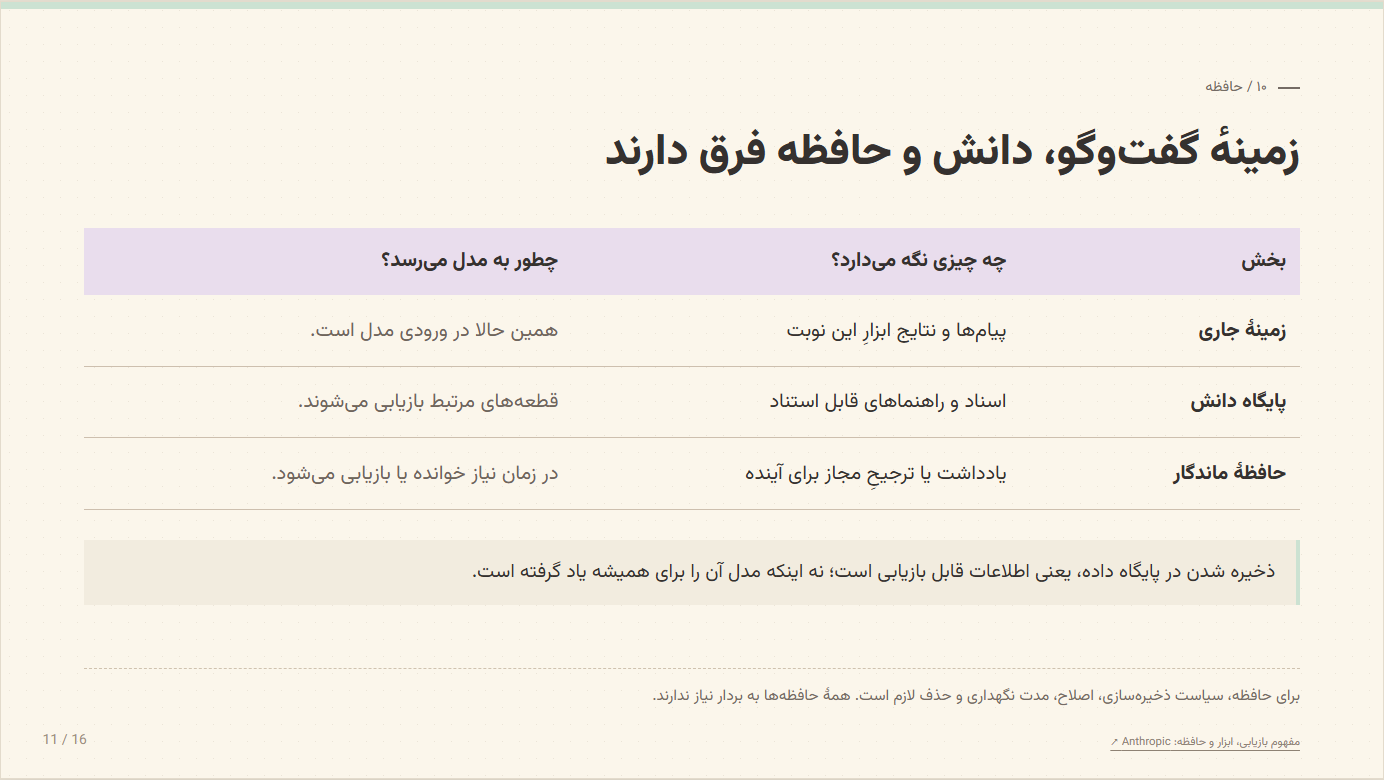 ۱۰ / حافظه
زمینهٔ گفت‌وگو، دانش و حافظه فرق دارند
بخش	چه چیزی نگه می‌دارد؟	چطور به مدل می‌رسد؟
زمینهٔ جاری	پیام‌ها و نتایج ابزارِ این نوبت	همین حالا در ورودی مدل است.
پایگاه دانش	اسناد و راهنماهای قابل استناد	قطعه‌های مرتبط بازیابی می‌شوند.
حافظهٔ ماندگار	یادداشت یا ترجیحِ مجاز برای آینده	در زمان نیاز خوانده یا بازیابی می‌شود.
ذخیره شدن در پایگاه داده، یعنی اطلاعات قابل بازیابی است؛ نه اینکه مدل آن را برای همیشه یاد گرفته است.
برای حافظه، سیاست ذخیره‌سازی، اصلاح، مدت نگهداری و حذف لازم است. همهٔ حافظه‌ها به بردار نیاز ندارند.
مفهوم بازیابی، ابزار و حافظه: Anthropic ↗
11 / 16